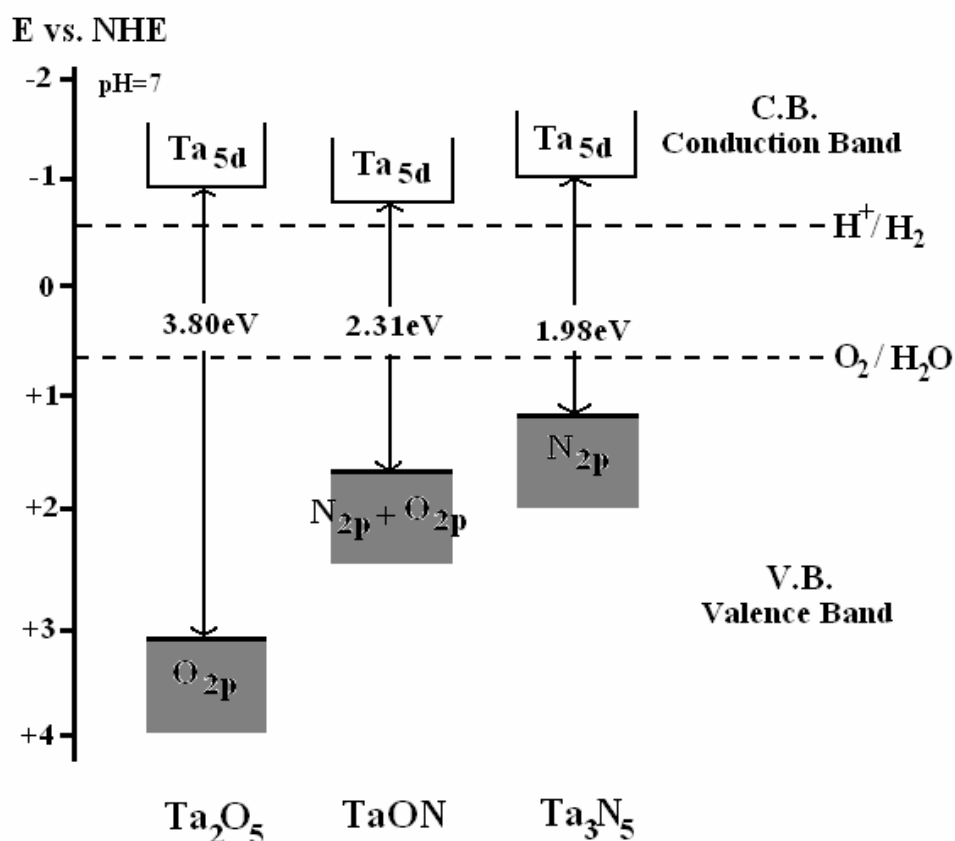 E vs. NHE
-2
pH=7
C.B.
Conduction Band
Ta 5d
Ta 5d
Ta 5d
-1
H+/H2
0
3.80eV
2.31eV
1.98eV
O2/H2O
+1
N2p
+2
N2p + O2p
V.B.
Valence Band
+3
O2p
+4
Ta2O5
TaON
Ta3N5